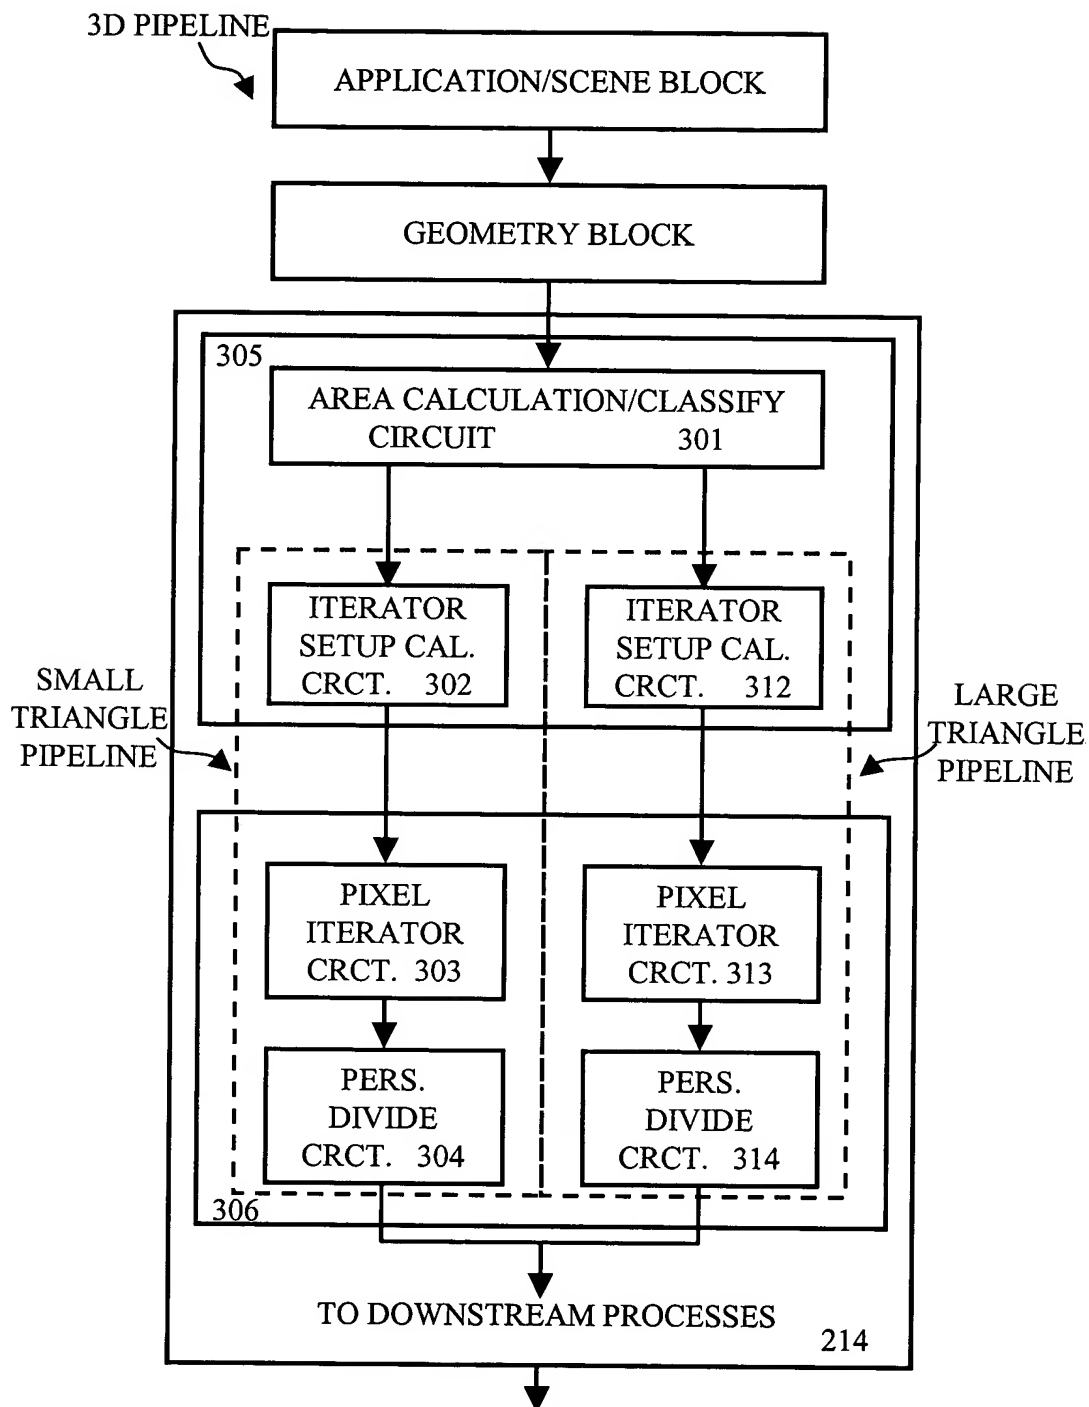 3D PIPELINE
APPLICATION/SCENE BLOCK
GEOMETRY BLOCK
305
AREA CALCULATION/CLASSIFY
CIRCUIT 301
ITERATOR
SETUP CAL.
CRCT. 302
ITERATOR
SETUP CAL.
CRCT. 312
SMALL
TRIANGLE
PIPELINE
LARGE
TRIANGLE
PIPELINE
PIXEL
ITERATOR
CRCT. 303
PIXEL
ITERATOR
CRCT. 313
PERS.
DIVIDE
CRCT. 304
PERS.
DIVIDE
CRCT. 314
306
TO DOWNSTREAM PROCESSES
214